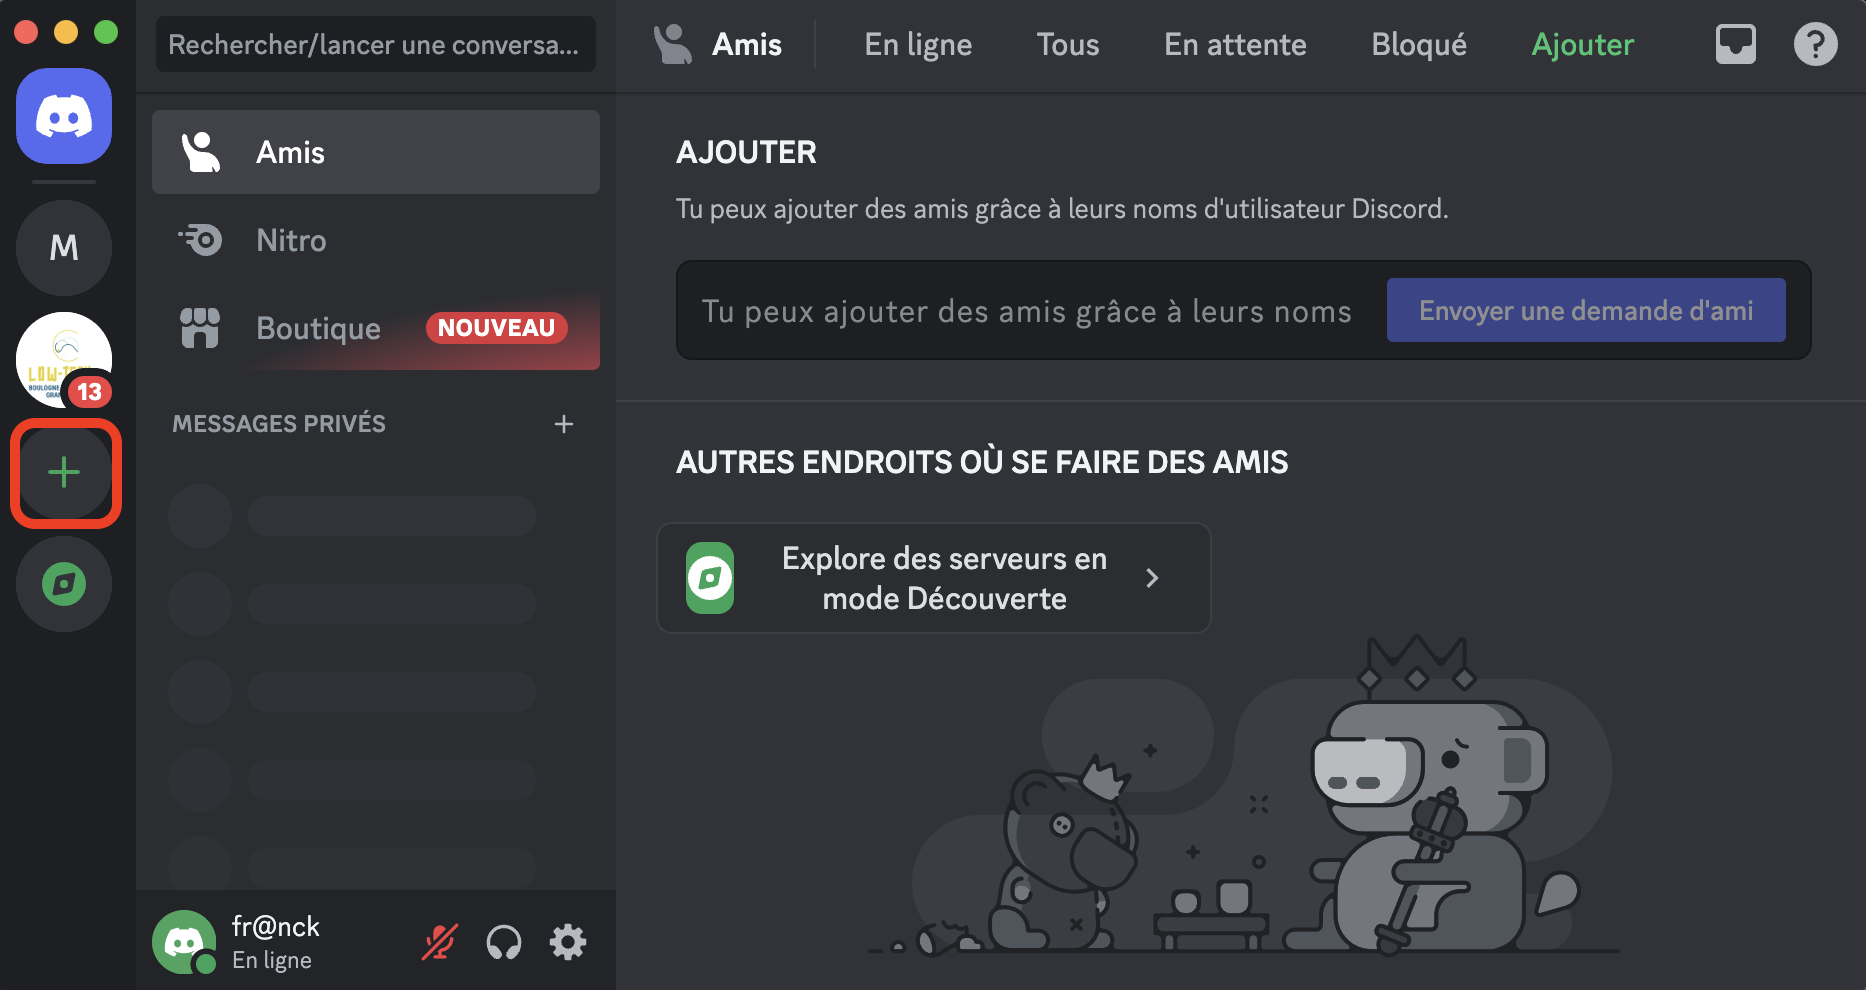 Rechercher/lancer une conversa...
Amis
En ligne
Tous
En attente
Bloqué
Ajouter
?
M
LOW-
BOULOGNE
13
Amis
Nitro
Boutique
NOUVEAU
MESSAGES PRIVÉS
AJOUTER
Tu peux ajouter des amis grâce à leurs noms d'utilisateur Discord.
Tu peux ajouter des amis grâce à leurs noms
Envoyer une demande d'ami
AUTRES ENDROITS OÙ SE FAIRE DES AMIS
Explore des serveurs en
mode Découverte
fr@nck
En ligne